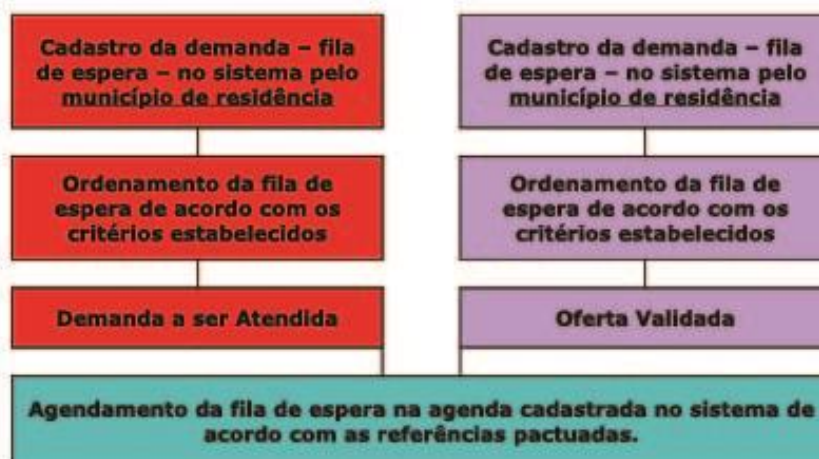 Cadastro da demanda – fila
de espera – no sistema pelo
município de residência
Ordenamento da fila de
espera de acordo com os
critérios estabelecidos
Demanda a ser Atendida
Cadastro da demanda – fila
de espera – no sistema pelo
município de residência
Ordenamento da fila de
espera de acordo com os
critérios estabelecidos
Oferta Validada
Agendamento da fila de espera na agenda cadastrada no sistema de
acordo com as referências pactuadas.